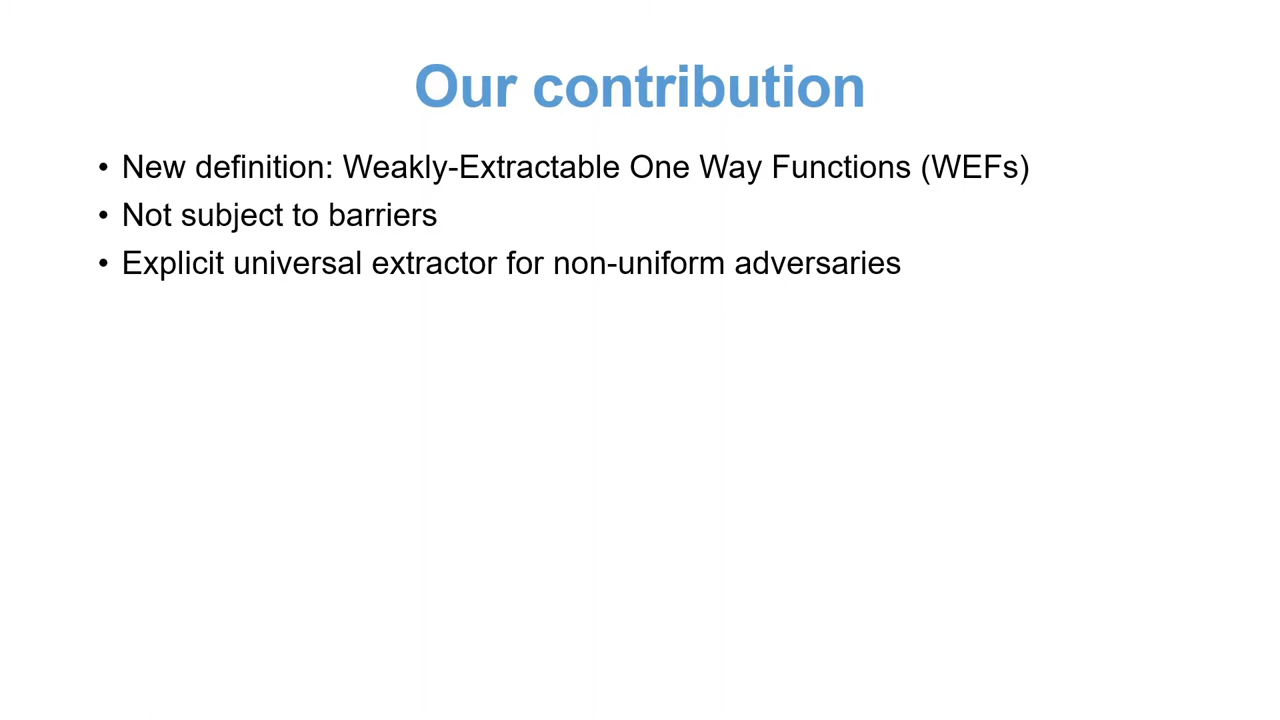 Our contribution
• New definition: Weakly-Extractable One Way Functions (WEFs)
• Not subject to barriers
• Explicit universal extractor for non-uniform adversaries